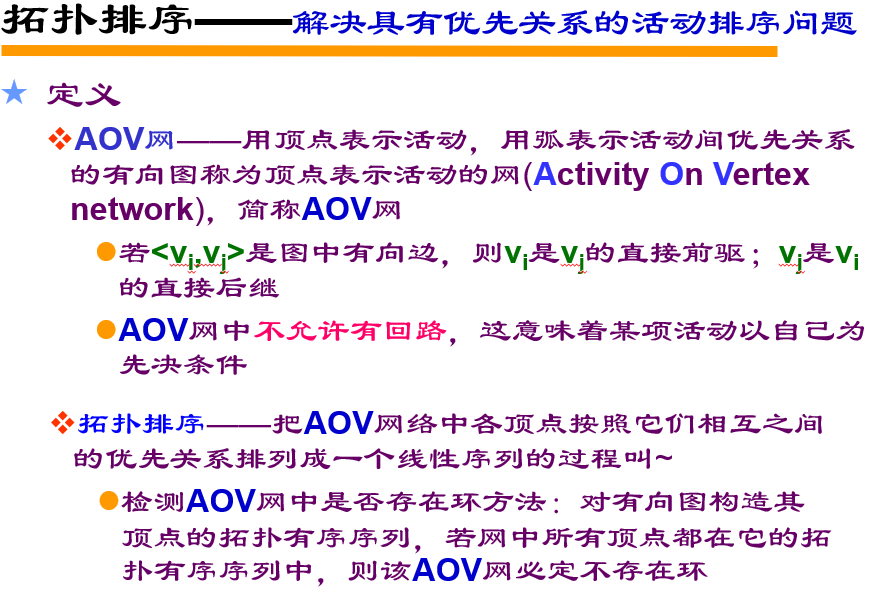 拓扑排序——解决具有优先关系的活动排序问题
定义
AOV网——用顶点表示活动，用弧表示活动间优先关系
的有向图称为顶点表示活动的网(Activity On Vertex
network)，简称AOV网
若<vi,vj>是图中有向边，则vi是vj的直接前驱；vj是vi
的直接后继
AOV网中不允许有回路，这意味着某项活动以自己为
先决条件
拓扑排序——把AOV网络中各顶点按照它们相互之间
的优先关系排列成一个线性序列的过程叫~
检测AOV网中是否存在环方法：对有向图构造其
顶点的拓扑有序序列，若网中所有顶点都在它的拓
扑有序序列中，则该AOV网必定不存在环